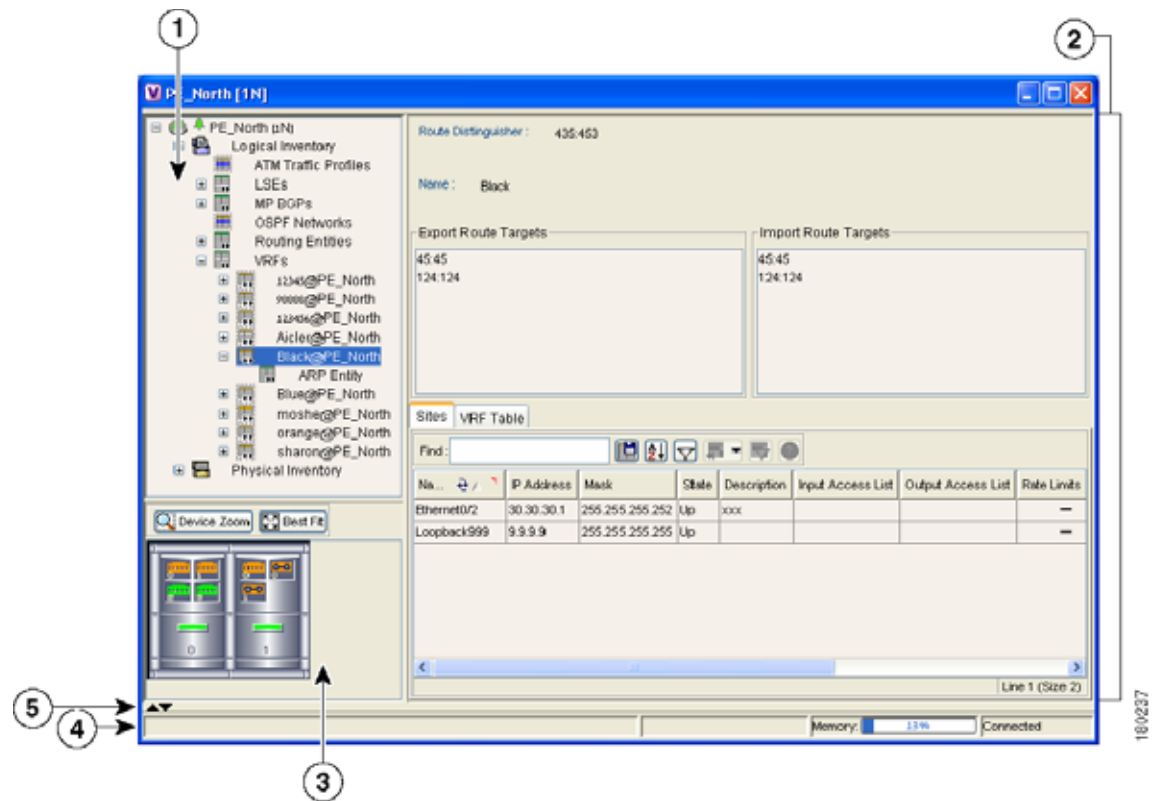 1
2
PE_North [1N]
PE_North (1N)
Logical Inventory
ATM Traffic Profiles
LSEs
MP BGPs
OSPF Networks
Routing Entities
VRFs
12345@PE_North
@PE_North
123456@PE_North
Aicler@PE_North
Black@PE_North
ARP Entity
Blue@PE_North
moshe@PE_North
orange@PE_North
sharon@PE_North
Physical Inventory
Device Zoom Best Fit
0 1
Route Distinguisher : 435:453
Name : Black
Export Route Targets
45:45
124:124
Import Route Targets
45:45
124:124
Sites VRF Table
Find :
Na... IP Address Mask State Description Input Access List Output Access List Rate Limits
Ethernet0/2 30.30.30.1 255.255.255.252 Up xxx —
Loopback999 9.9.9.9 255.255.255.255 Up —
Line 1 (Size 2)
Memory: 13% Connected
5
4
3
180237